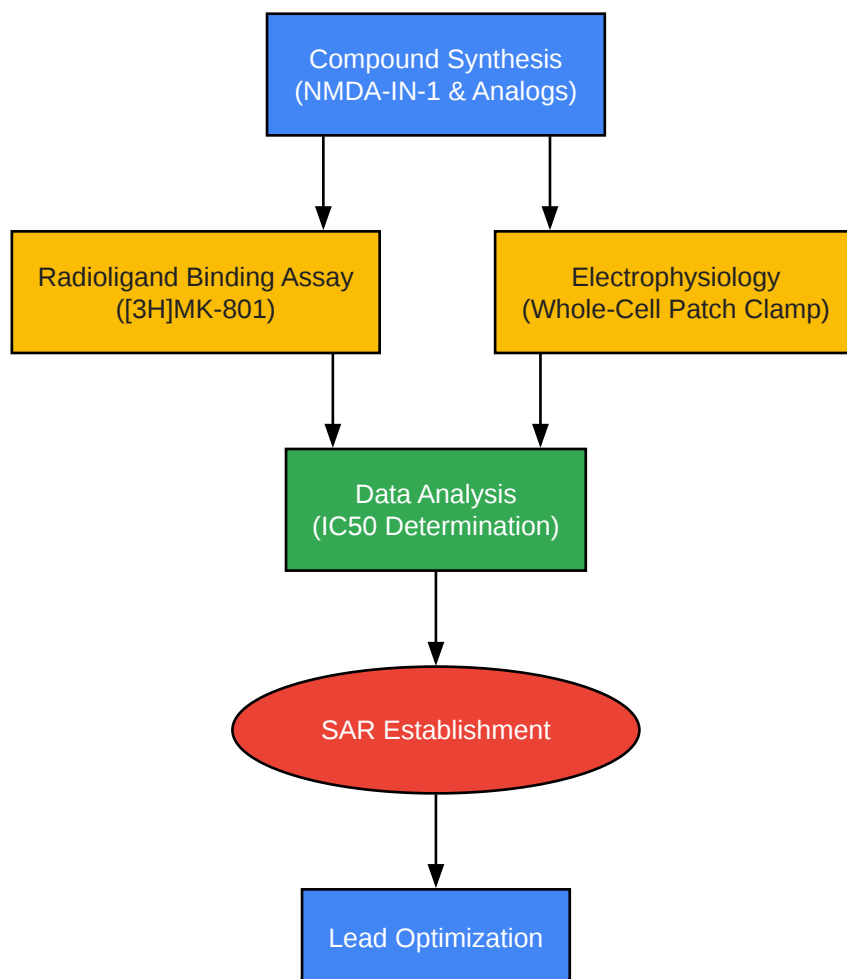 Compound Synthesis
(NMDA-IN-1 & Analogs)
Radioligand Binding Assay
([3H]MK-801)
Electrophysiology
(Whole-Cell Patch Clamp)
Data Analysis
(IC50 Determination)
SAR Establishment
Lead Optimization